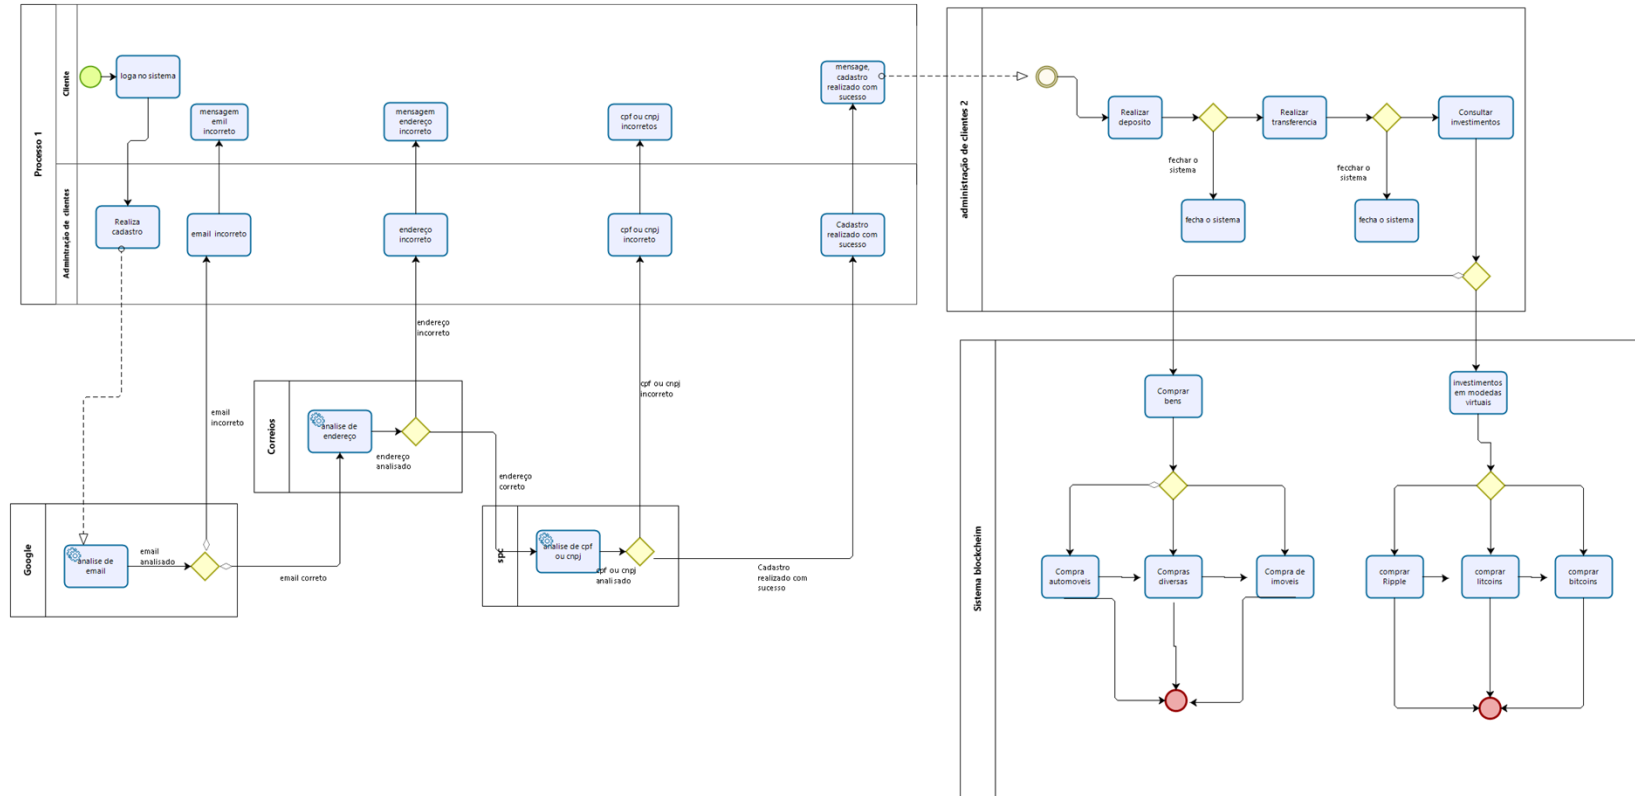 Processo 1
Cliente
loga no sistema
mensagem
emil
incorreto
mensagem
endereço
incorreto
cpf ou cnpj
incorretos
mensage,
cadastro
realizado com
sucesso
Admintração de clientes
Realiza
cadastro
email incorreto
endereço
incorreto
cpf ou cnpj
incorreto
Cadastro
realizado com
sucesso
administração de clientes 2
Realizar
deposito
Realizar
transferencia
Consultar
investimentos
fechar o
sistema
fecchar o
sistema
fecha o sistema
fecha o sistema
endereço
incorreto
cpf ou cnpj
incorreto
email
incorreto
Correios
analise de
endereço
endereço
analisado
endereço
correto
Google
analise de
email
email
analisado
email correto
spc
analise de cpf
ou cnpj
cpf ou cnpj
analisado
Cadastro
realizado com
sucesso
Sistema blockcheim
Comprar
bens
investimentos
em modedas
virtuais
Compra
automoveis
Compras
diversas
Compra de
imoveis
comprar
Ripple
comprar
litcoins
comprar
bitcoins